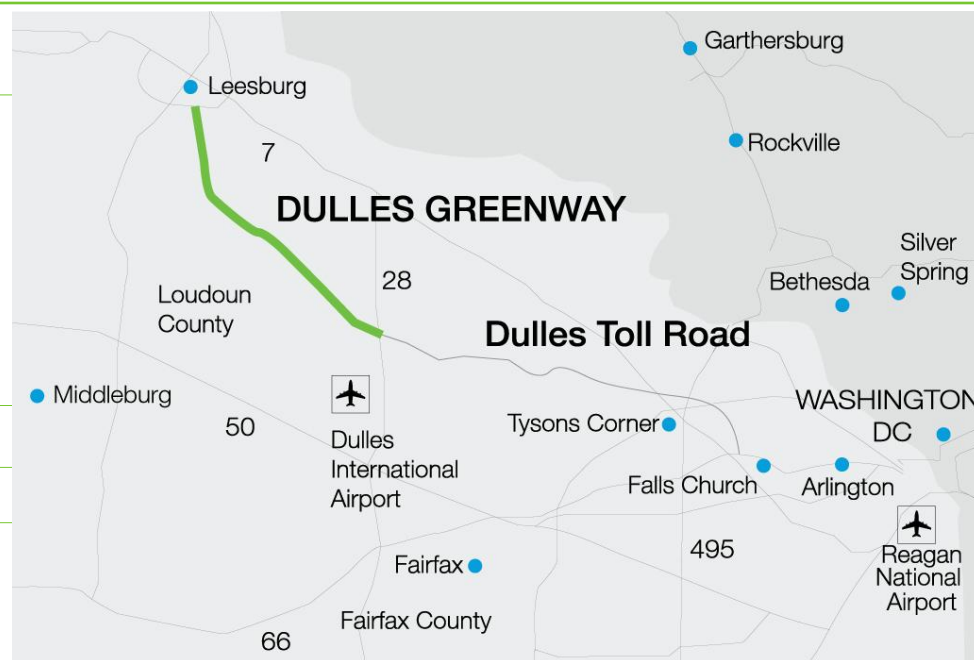 Garthersburg
Leesburg
7
Rockville
DULLES GREENWAY
Silver
Spring
28
Bethesda
Loudoun
County
Dulles Toll Road
Middleburg
WASHINGTON
DC
50
Tysons Corner
Dulles
International
Airport
Falls Church
Arlington
495
Reagan
National
Airport
Fairfax
Fairfax County
66